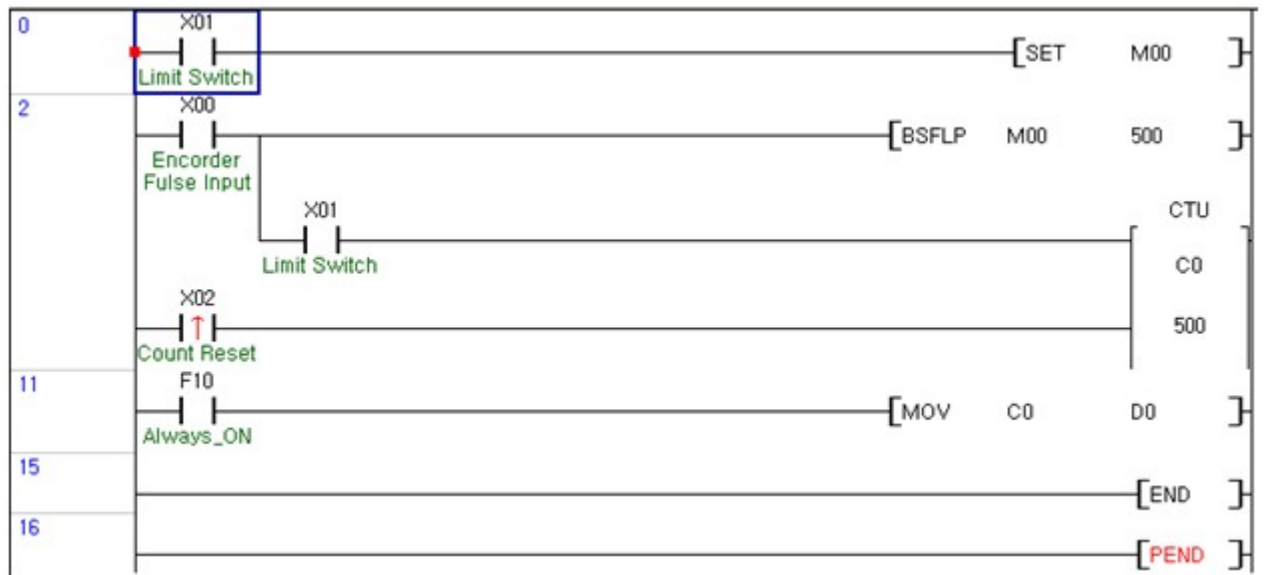 0
X01
SET M00
Limit Switch
2
X00
BSFLP M00 500
Encorder
Fulse Input
X01
CTU
Limit Switch
C0
X02
500
Count Reset
11
F10
MOV C0 D0
Always_ON
15
END
16
PEND